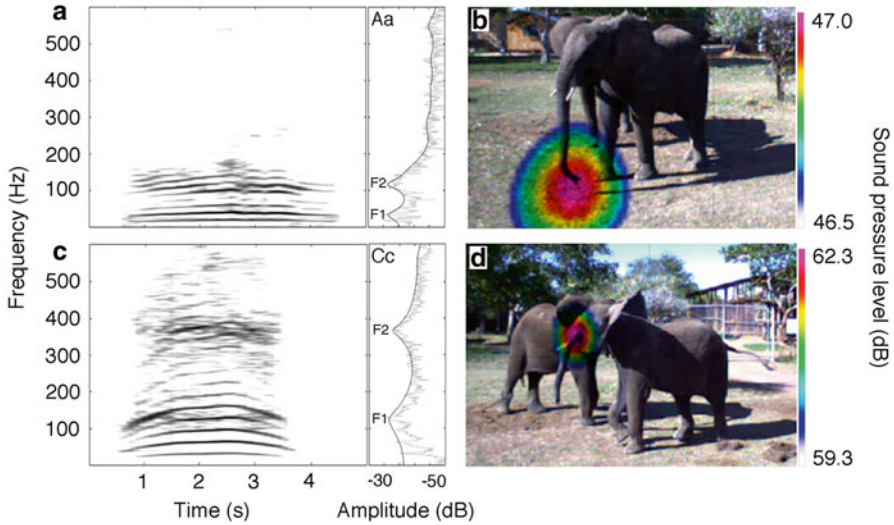 a
Aa
b
47.0
500
400
300
200
100
F2
F1
46.5
Frequency (Hz)
Sound pressure level (dB)
c
Cc
d
62.3
500
400
300
200
100
F2
F1
59.3
1 2 3 4
-30 -50
Time (s)
Amplitude (dB)